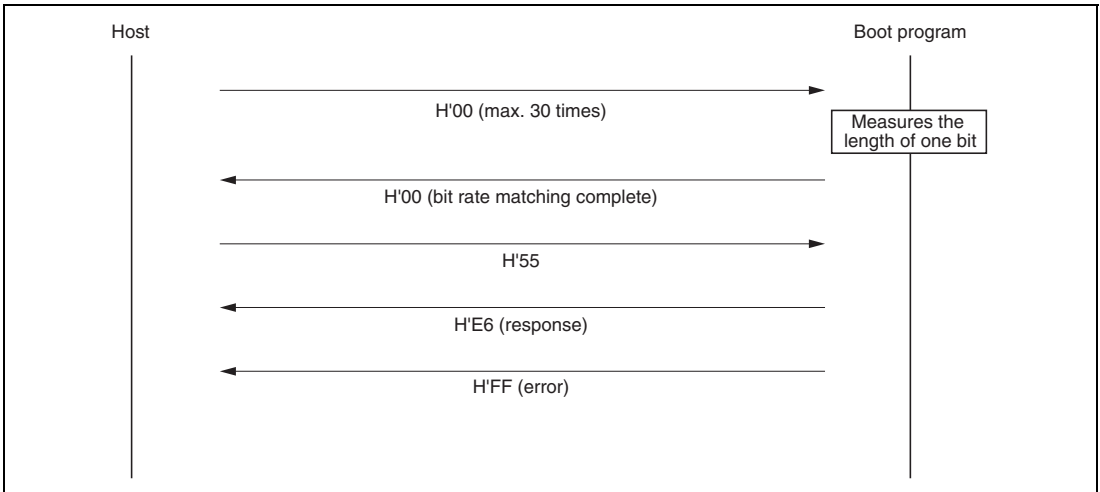 Host
Boot program
H'00 (max. 30 times)
Measures the
length of one bit
H'00 (bit rate matching complete)
H'55
H'E6 (response)
H'FF (error)